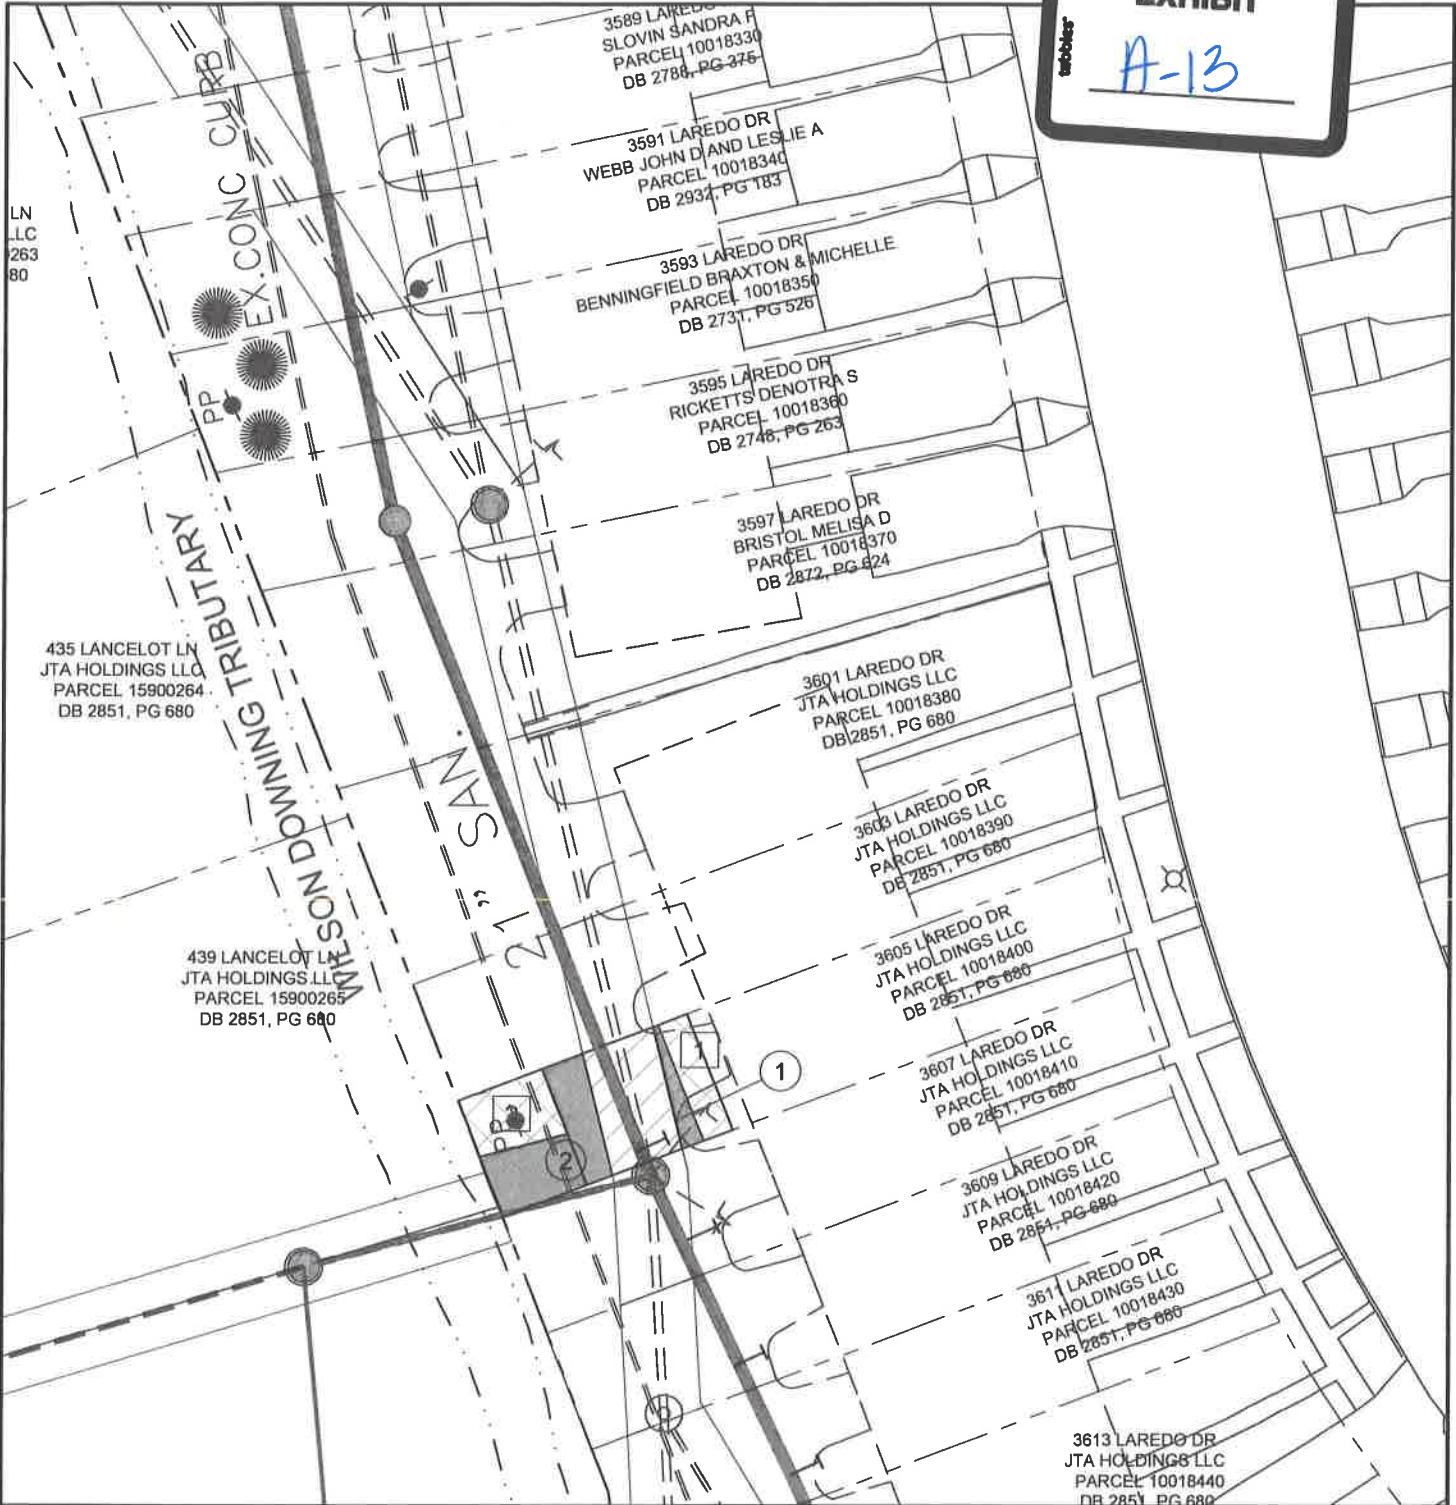 EXHIBIT
tabbies®
A-13
3589 LAREDO
SLOVIN SANDRA F
PARCEL 10018330
DB 2786, PG 375
3591 LAREDO DR
WEBB JOHN D AND LESLIE A
PARCEL 10018340
DB 2932, PG 183
LN
LLC
263
80
EX. CONC CURB
3593 LAREDO DR
BENNINGFIELD BRAXTON & MICHELLE
PARCEL 10018350
DB 2731, PG 526
3595 LAREDO DR
RICKETTS DENOTRA S
PARCEL 10018360
DB 2748, PG 263
PP
3597 LAREDO DR
BRISTOL MELISA D
PARCEL 10018370
DB 2872, PG 624
WILSON DOWNING TRIBUTARY
435 LANCELOT LN
JTA HOLDINGS LLC
PARCEL 15900264
DB 2851, PG 680
3601 LAREDO DR
JTA HOLDINGS LLC
PARCEL 10018380
DB 2851, PG 680
21" SAN.
3603 LAREDO DR
JTA HOLDINGS LLC
PARCEL 10018390
DB 2851, PG 680
3605 LAREDO DR
JTA HOLDINGS LLC
PARCEL 10018400
DB 2851, PG 680
439 LANCELOT LN
JTA HOLDINGS LLC
PARCEL 15900265
DB 2851, PG 680
3607 LAREDO DR
JTA HOLDINGS LLC
PARCEL 10018410
DB 2851, PG 680
1
1
PP
2
3609 LAREDO DR
JTA HOLDINGS LLC
PARCEL 10018420
DB 2851, PG 680
3611 LAREDO DR
JTA HOLDINGS LLC
PARCEL 10018430
DB 2851, PG 680
3613 LAREDO DR
JTA HOLDINGS LLC
PARCEL 10018440
DB 2851, PG 680